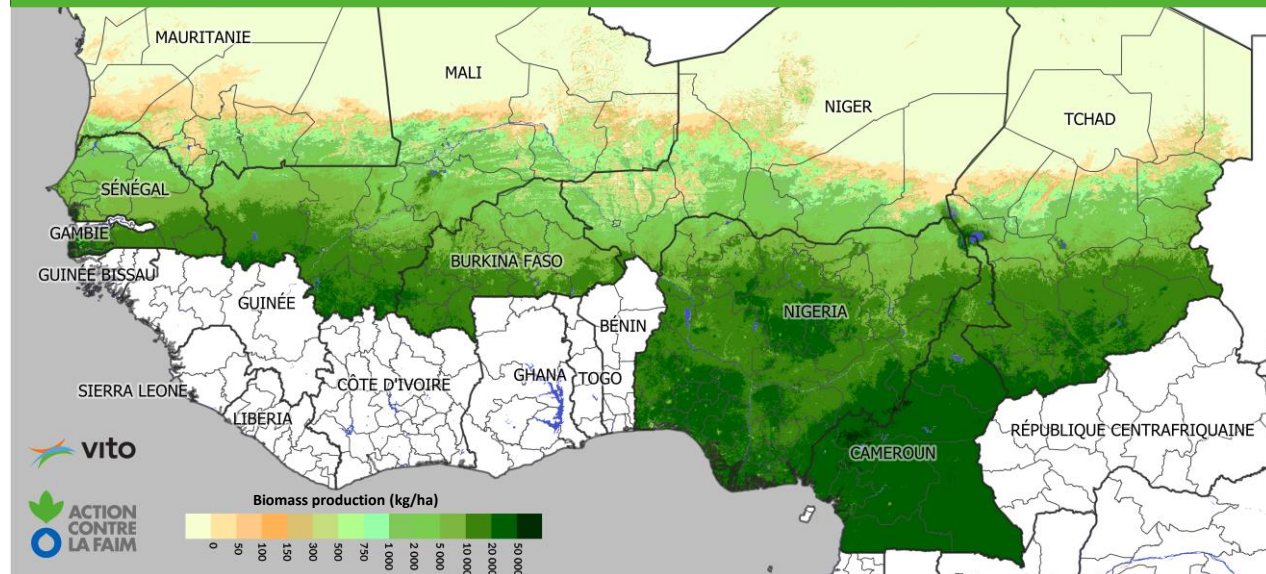 MAURITANIE
MALI
NIGER
TCHAD
SÉNÉGAL
GAMBIE
BURKINA FASO
GUINÉE BISSAU
GUINÉE
NIGERIA
BÉNIN
SIERRA LEONE
CÔTE D'IVOIRE
GHANA
TOGO
LIBÉRIA
RÉPUBLIQUE CENTRAFRIQUAINE
CAMEROUN
vito
ACTION
CONTRE
LA FAIM
Biomass production (kg/ha)
0
50
100
150
300
500
750
1 000
2 000
5 000
10 000
20 000
50 000